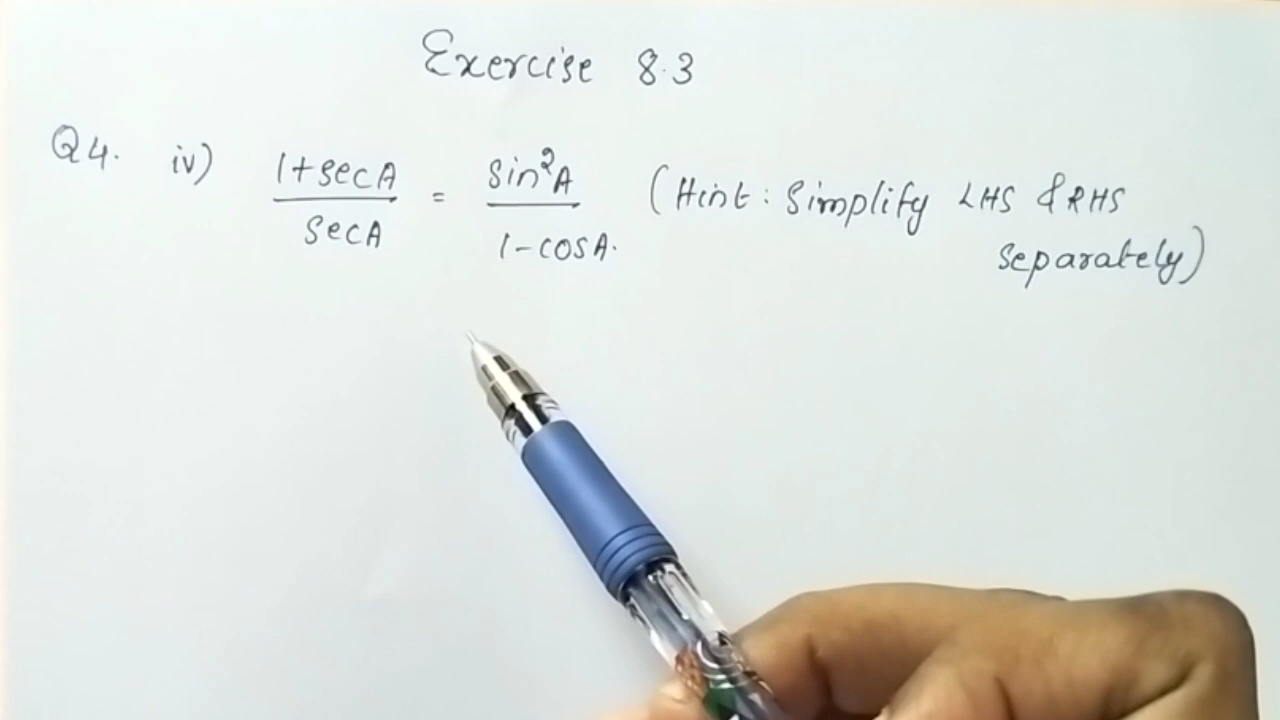 Exercise 8.3
Q4. iv) (1+secA)/(secA) = (sin²A)/(1-cosA). (Hint: Simplify LHS & RHS
separately)